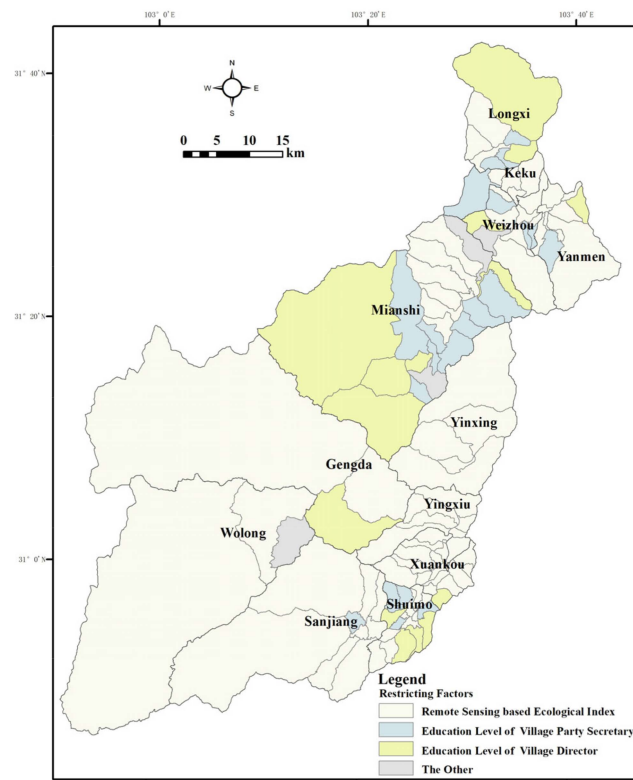 103° 0′ E 103° 20′ E 103° 40′ E
31° 40′ N
N
W E
S
0 5 10 15
km
Longxi
Keku
Weizhou
Yanmen
31° 20′ N
Mianshi
Yinxing
Gengda
Yingxiu
Wolong
31° 0′ N
Xuankou
Shuimo
Sanjiang
Legend
Restricting Factors
Remote Sensing based Ecological Index
Education Level of Village Party Secretary
Education Level of Village Director
The Other